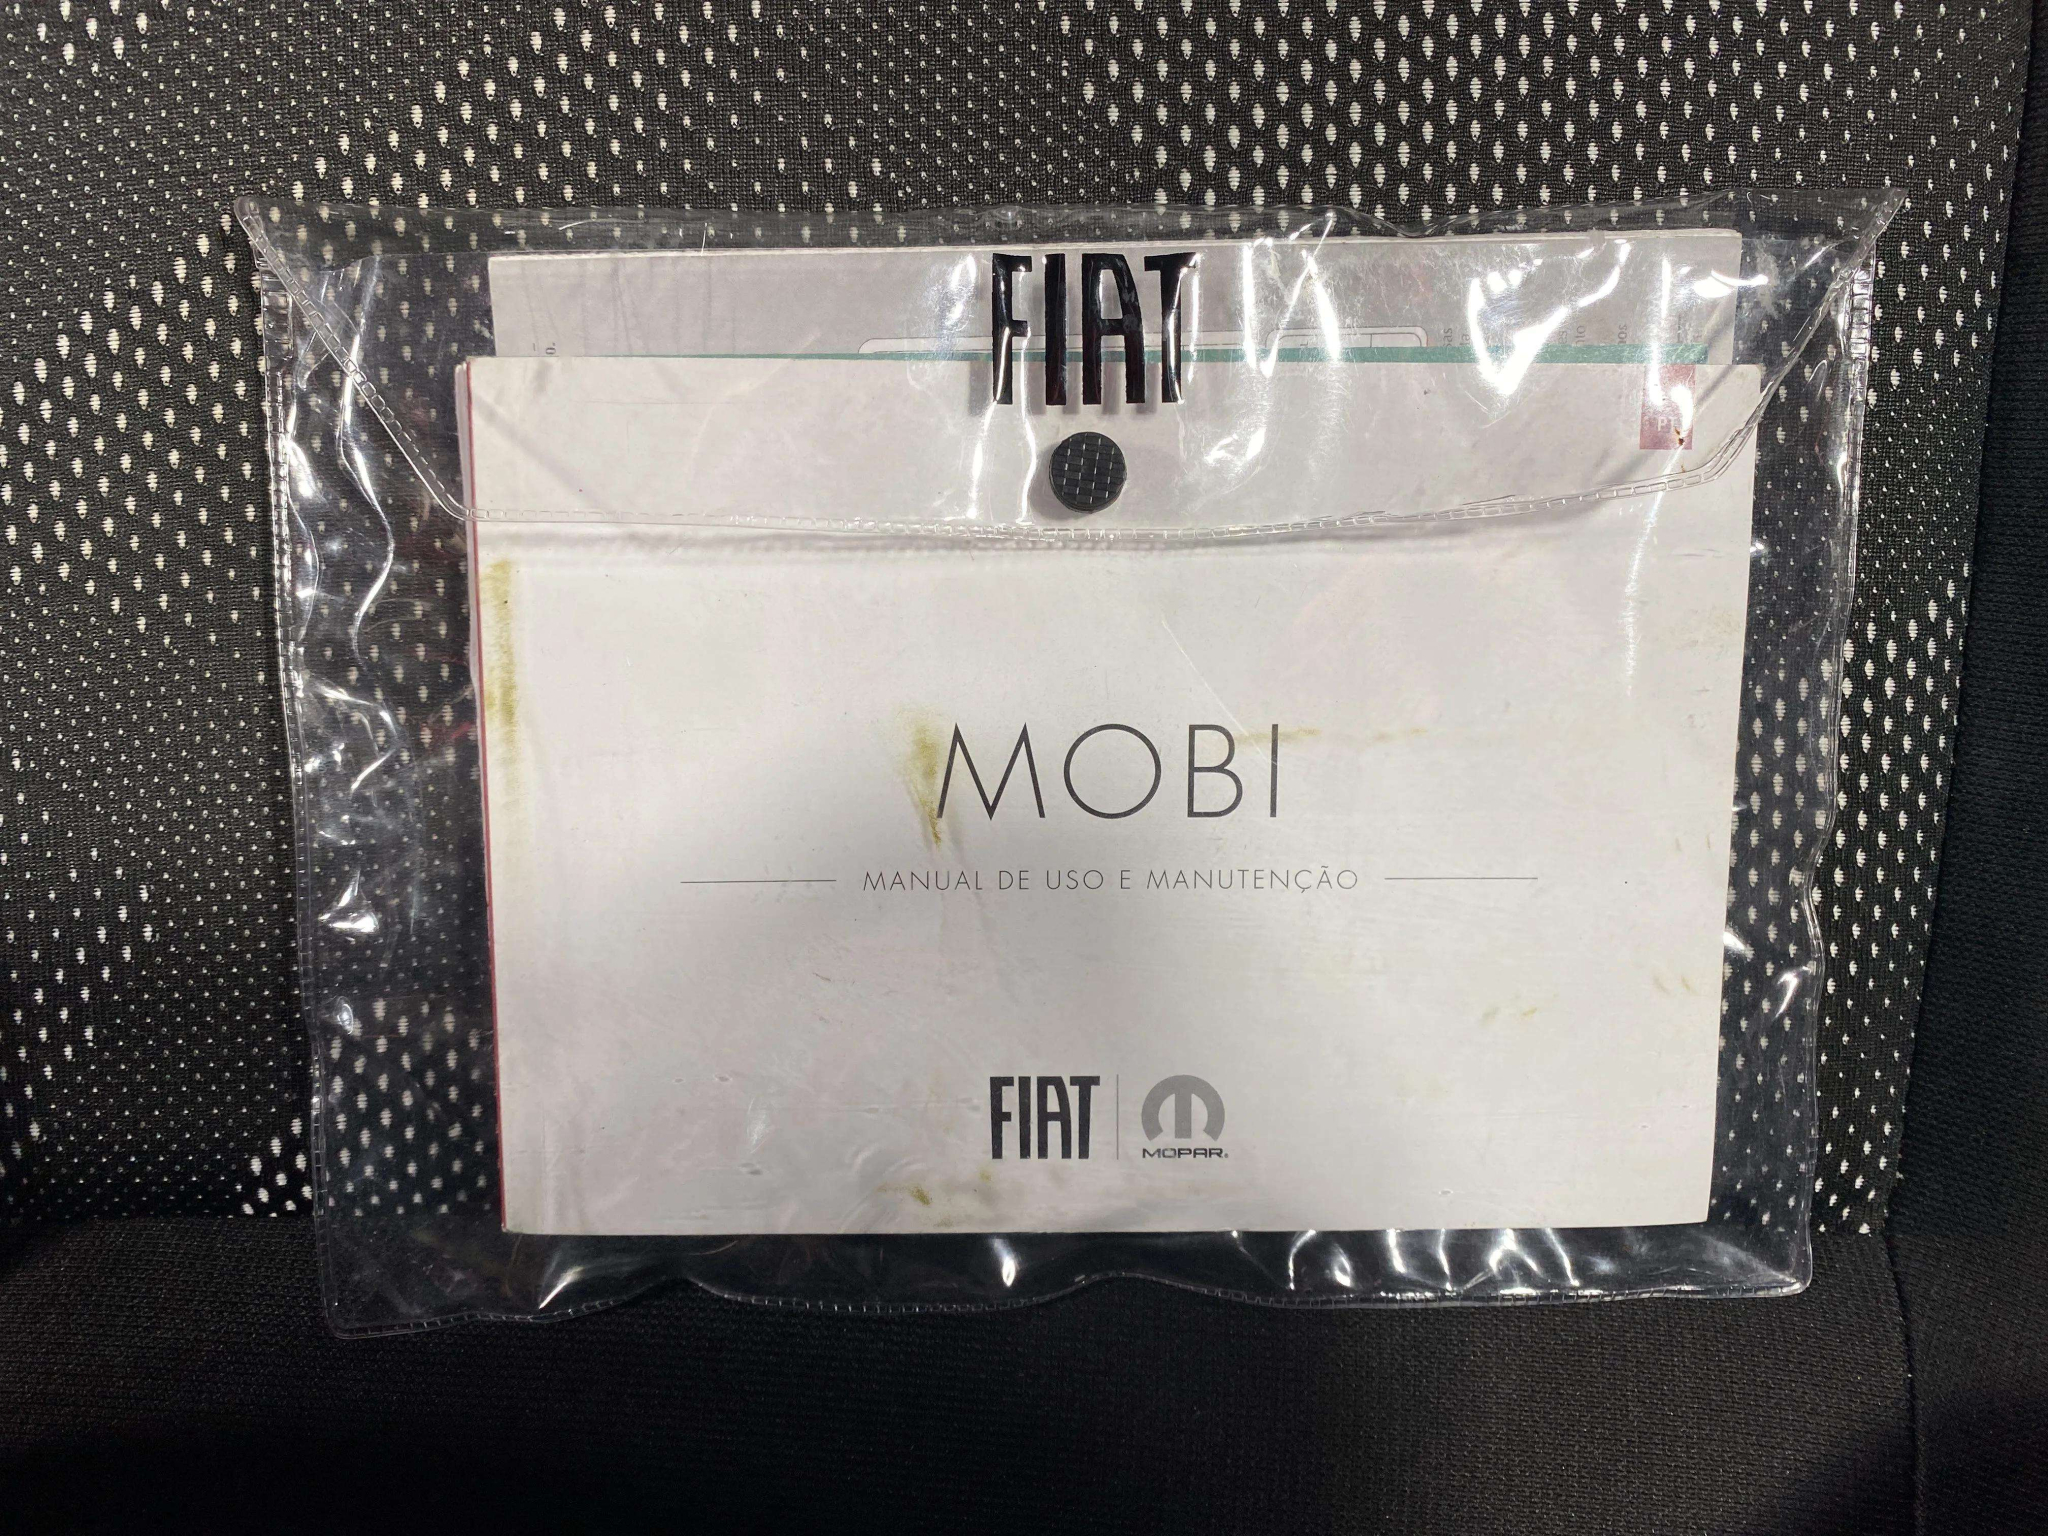 FIAT
MOBI
MANUAL DE USO E MANUTENÇÃO
FIAT
MOPAR®